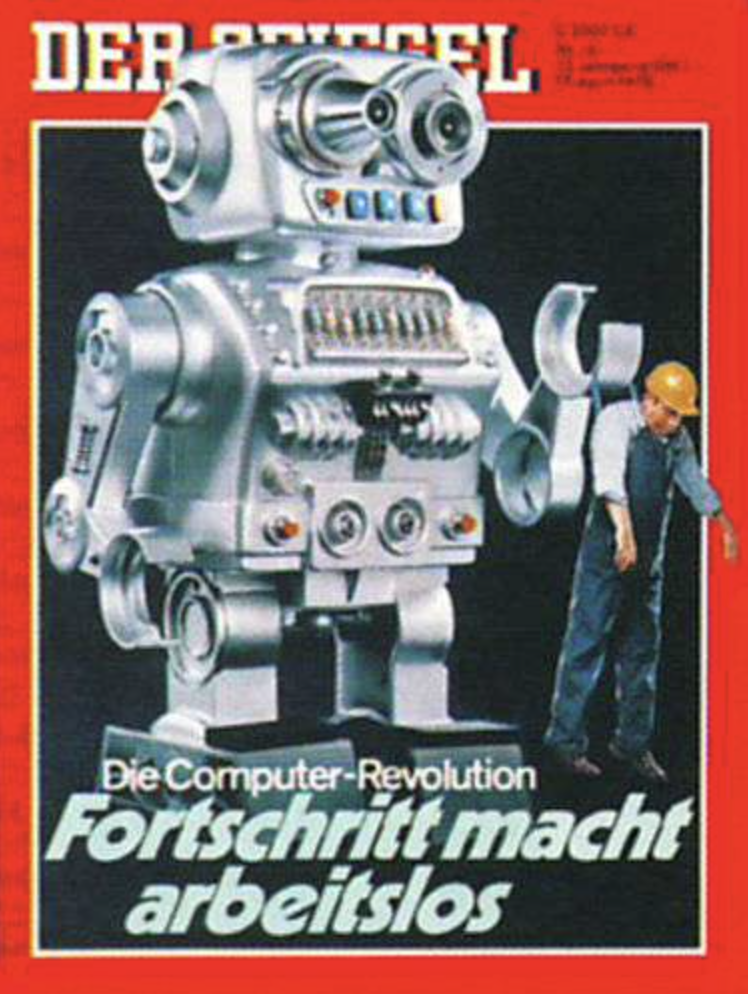 DER SPIEGEL
Die Computer-Revolution
Fortschritt macht
arbeitslos